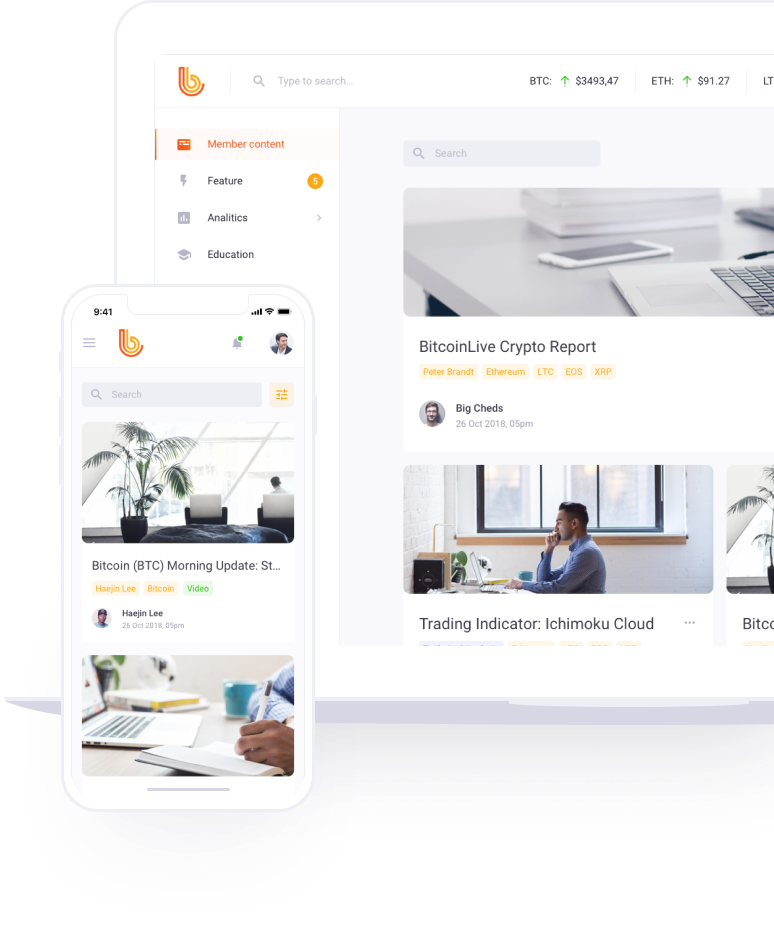 Type to search...
BTC: ↑ $3493,47
ETH: ↑ $91.27
LT
Member content
Feature
5
Analitics
Education
Search
BitcoinLive Crypto Report
Peter Brandt Ethereum LTC EOS XRP
Big Cheds
26 Oct 2018, 05pm
Trading Indicator: Ichimoku Cloud
Bitco
9:41
Search
Bitcoin (BTC) Morning Update: St...
Haejin Lee Bitcoin Video
Haejin Lee
26 Oct 2018, 05pm